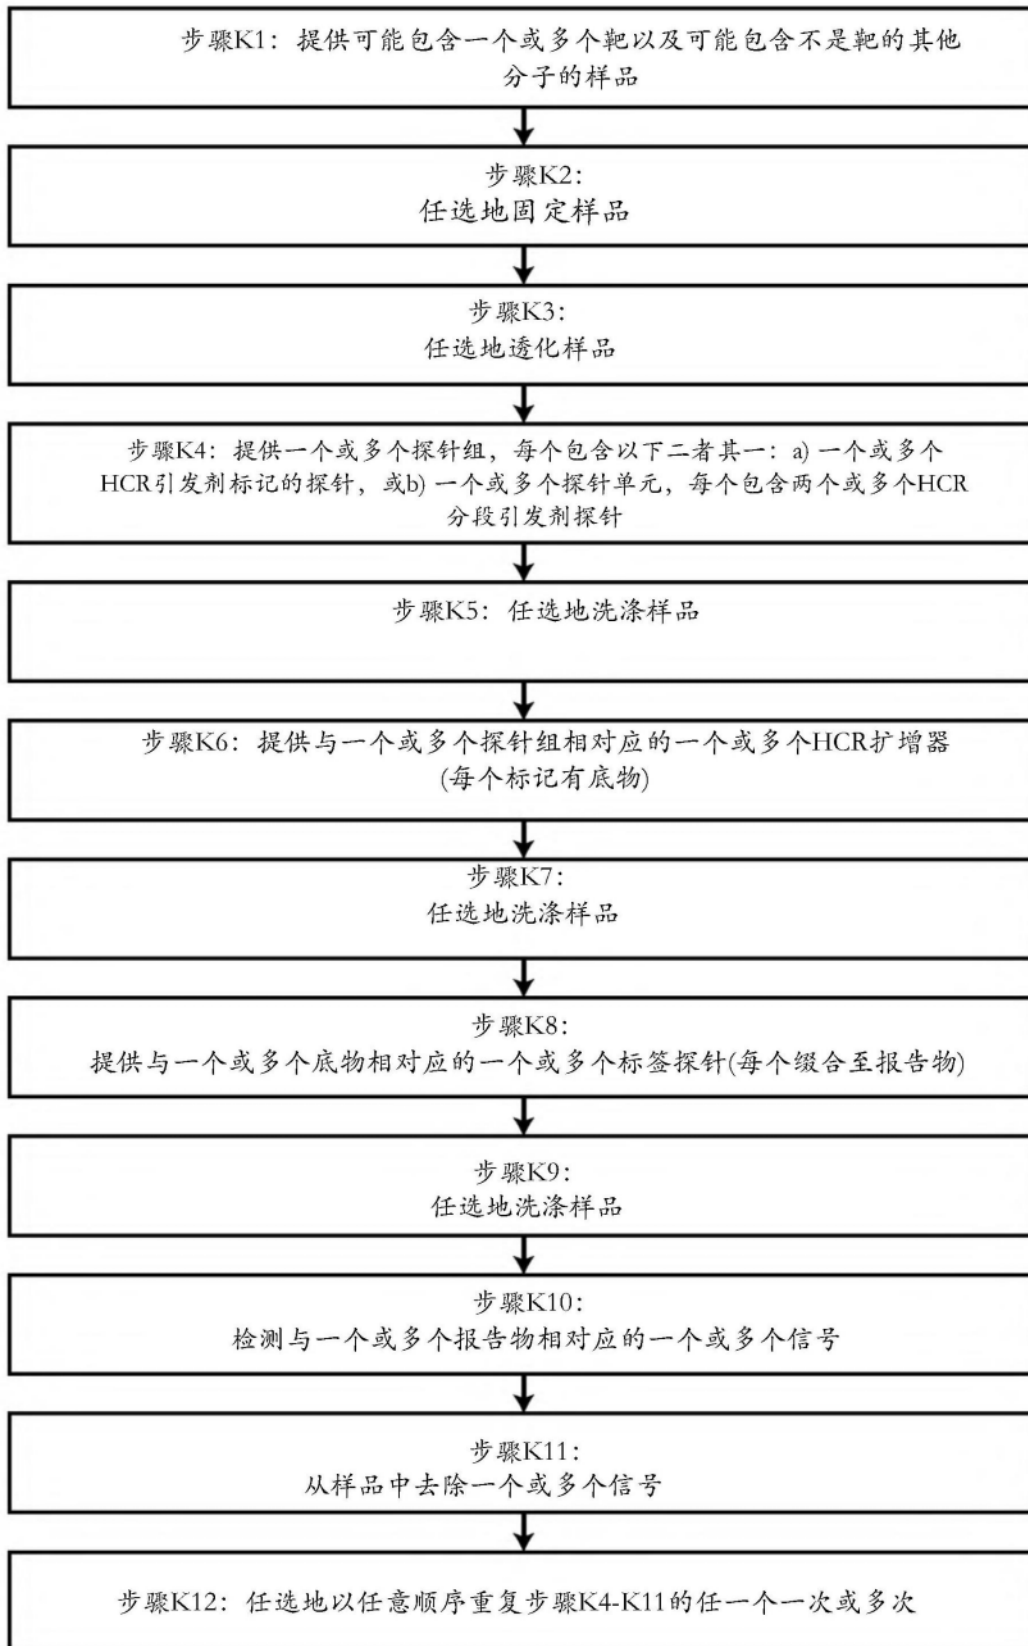 步骤K1：提供可能包含一个或多个靶以及可能包含不是靶的其他
分子的样品
步骤K2：
任选地固定样品
步骤K3：
任选地透化样品
步骤K4：提供一个或多个探针组，每个包含以下二者其一：a) 一个或多个
HCR引发剂标记的探针，或b) 一个或多个探针单元，每个包含两个或多个HCR
分段引发剂探针
步骤K5：任选地洗涤样品
步骤K6：提供与一个或多个探针组相对应的一个或多个HCR扩增器
(每个标记有底物)
步骤K7：
任选地洗涤样品
步骤K8：
提供与一个或多个底物相对应的一个或多个标签探针(每个缀合至报告物)
步骤K9：
任选地洗涤样品
步骤K10：
检测与一个或多个报告物相对应的一个或多个信号
步骤K11：
从样品中去除一个或多个信号
步骤K12：任选地以任意顺序重复步骤K4-K11的任一个一次或多次